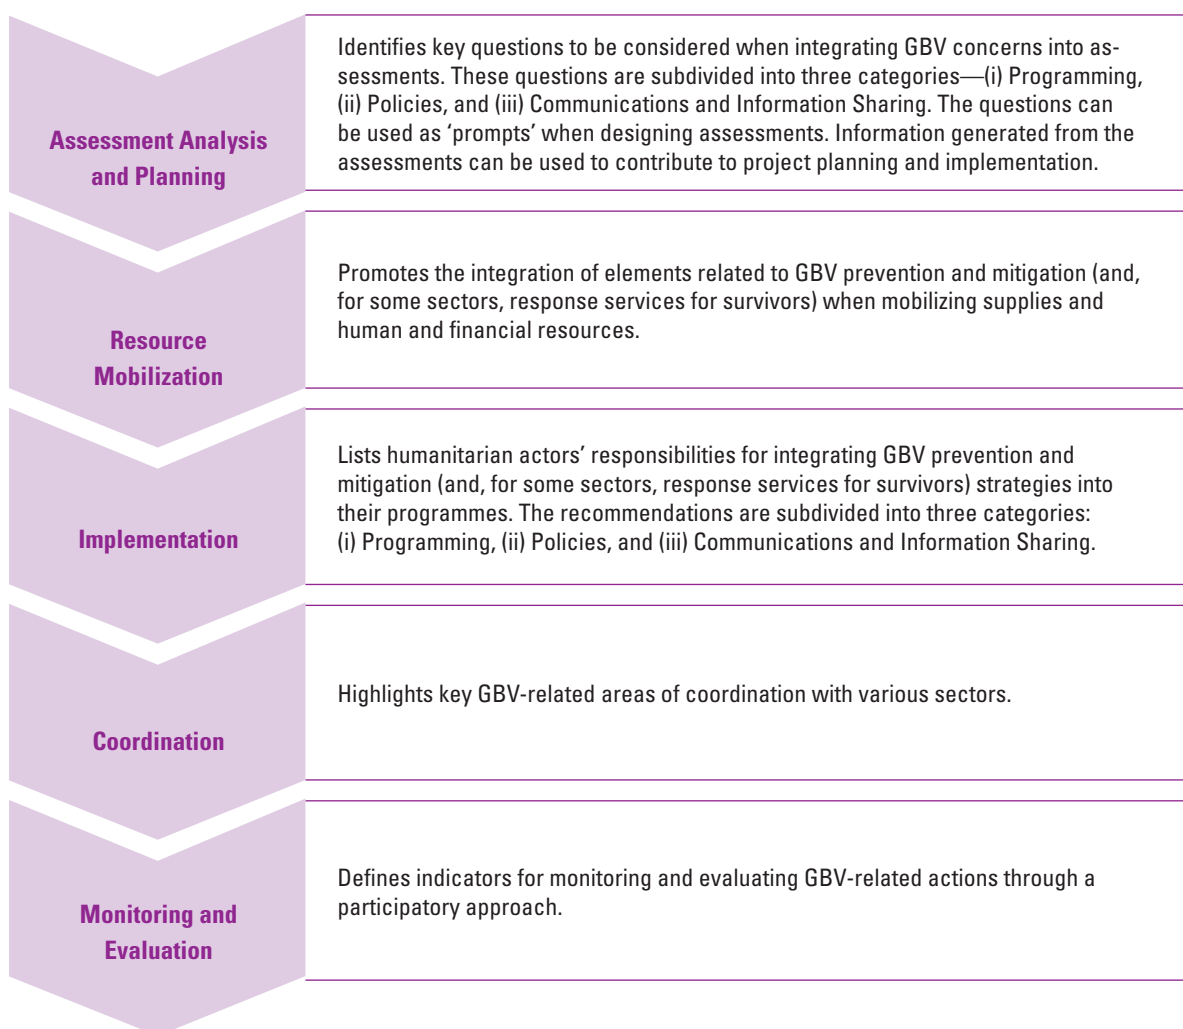 Identifies key questions to be considered when integrating GBV concerns into as-
sessments. These questions are subdivided into three categories—(i) Programming,
(ii) Policies, and (iii) Communications and Information Sharing. The questions can
be used as ‘prompts’ when designing assessments. Information generated from the
assessments can be used to contribute to project planning and implementation.
Assessment Analysis
and Planning
Promotes the integration of elements related to GBV prevention and mitigation (and,
for some sectors, response services for survivors) when mobilizing supplies and
human and financial resources.
Resource
Mobilization
Lists humanitarian actors’ responsibilities for integrating GBV prevention and
mitigation (and, for some sectors, response services for survivors) strategies into
their programmes. The recommendations are subdivided into three categories:
(i) Programming, (ii) Policies, and (iii) Communications and Information Sharing.
Implementation
Highlights key GBV-related areas of coordination with various sectors.
Coordination
Defines indicators for monitoring and evaluating GBV-related actions through a
participatory approach.
Monitoring and
Evaluation